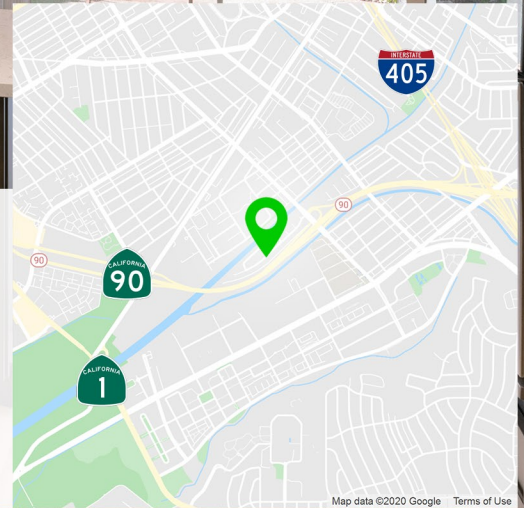 INTERSTATE
405
90
90
CALIFORNIA
90
CALIFORNIA
1
Map data ©2020 Google Terms of Use